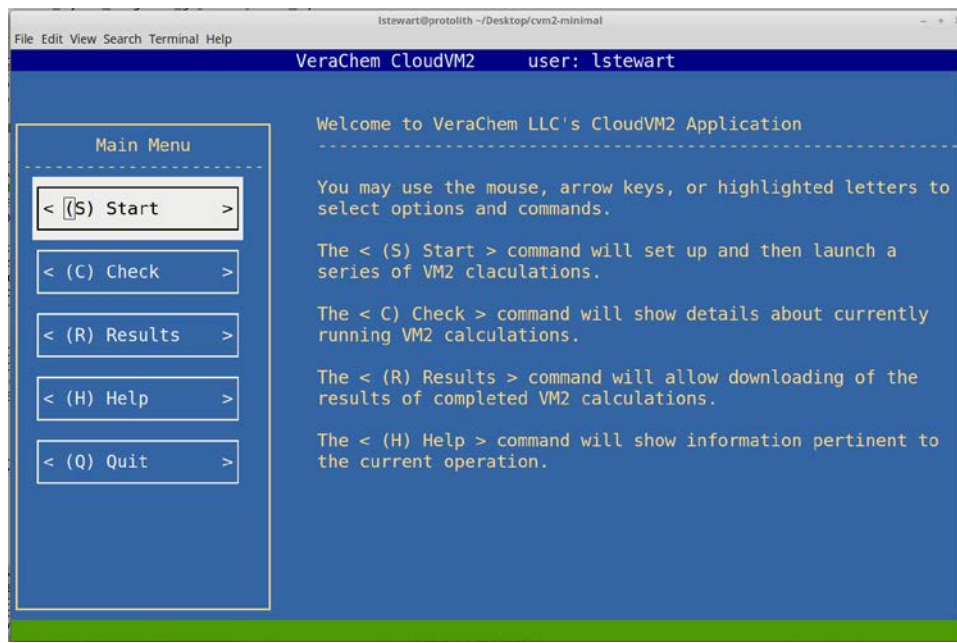 lstewart@protolith ~/Desktop/cvm2-minimal
File Edit View Search Terminal Help
VeraChem CloudVM2 user: lstewart
Main Menu
< (S) Start >
< (C) Check >
< (R) Results >
< (H) Help >
< (Q) Quit >
Welcome to VeraChem LLC's CloudVM2 Application
You may use the mouse, arrow keys, or highlighted letters to
select options and commands.
The < (S) Start > command will set up and then launch a
series of VM2 claculations.
The < C) Check > command will show details about currently
running VM2 calculations.
The < (R) Results > command will allow downloading of the
results of completed VM2 calculations.
The < (H) Help > command will show information pertinent to
the current operation.